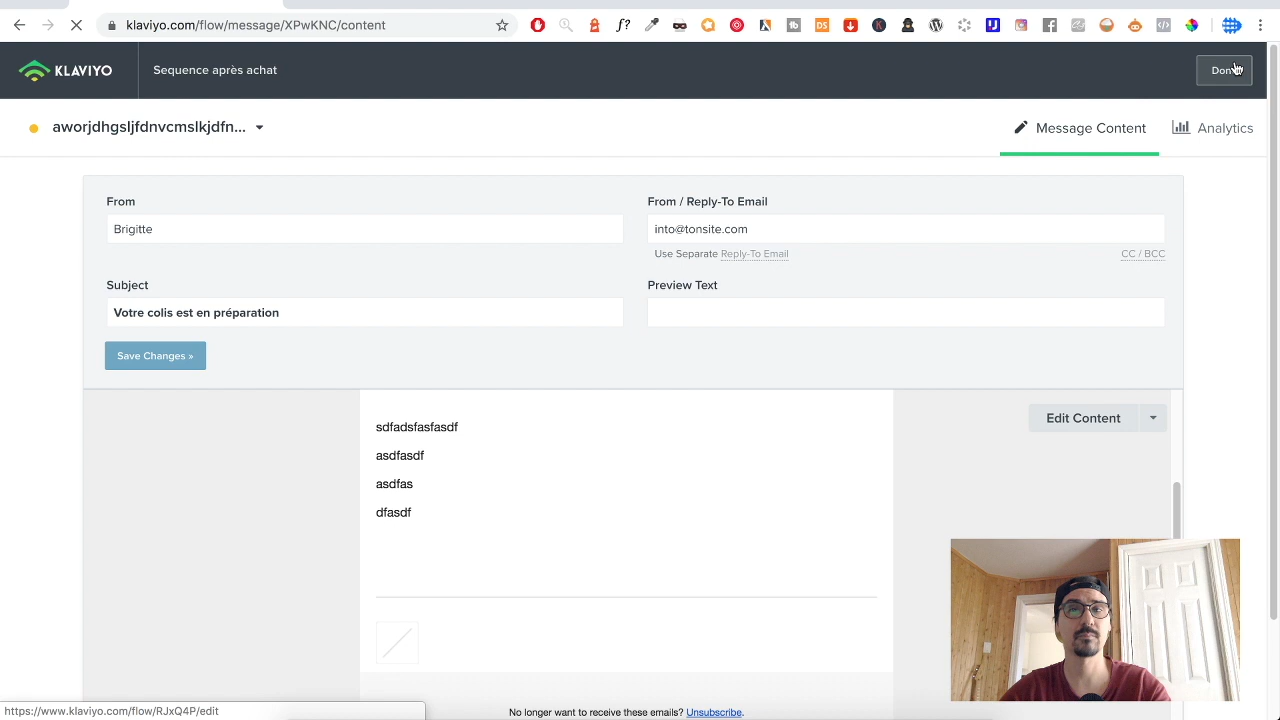 klaviyo.com/flow/message/XPwKNC/content
KLAVIYO
Sequence après achat
aworjdhgsljfdnvcmslkjdfn...
Message Content
Analytics
From
Brigitte
From / Reply-To Email
into@tonsite.com
Use Separate Reply-To Email
CC / BCC
Subject
Votre colis est en préparation
Preview Text
Save Changes »
Edit Content
sdfadsfasfasdf
asdfasdf
asdfas
dfasdf
No longer want to receive these emails? Unsubscribe.
https://www.klaviyo.com/flow/RJxQ4P/edit